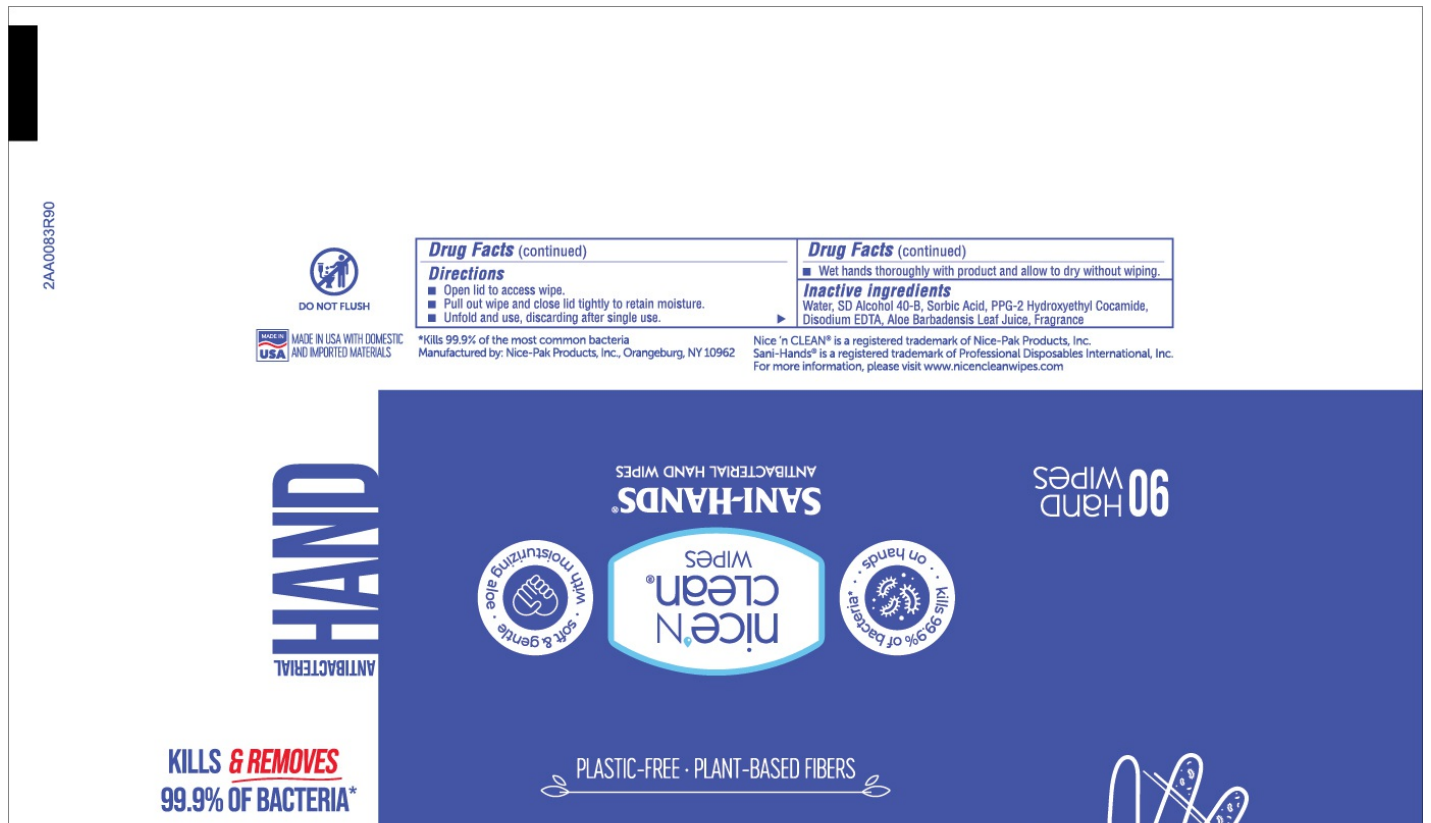 2AA0083R90
DO NOT FLUSH
MADE IN
USA
MADE IN USA WITH DOMESTIC
AND IMPORTED MATERIALS
Drug Facts (continued)
Directions
■ Open lid to access wipe.
■ Pull out wipe and close lid tightly to retain moisture.
■ Unfold and use, discarding after single use.
Drug Facts (continued)
■ Wet hands thoroughly with product and allow to dry without wiping.
Inactive ingredients
Water, SD Alcohol 40-B, Sorbic Acid, PPG-2 Hydroxyethyl Cocamide,
Disodium EDTA, Aloe Barbadensis Leaf Juice, Fragrance
*Kills 99.9% of the most common bacteria
Manufactured by: Nice-Pak Products, Inc., Orangeburg, NY 10962
Nice 'n CLEAN® is a registered trademark of Nice-Pak Products, Inc.
Sani-Hands® is a registered trademark of Professional Disposables International, Inc.
For more information, please visit www.nicencleanwipes.com
ANTIBACTERIAL
HAND
KILLS & REMOVES
99.9% OF BACTERIA*
nice'N
CLean®
WIPES
SANI-HANDS®
ANTIBACTERIAL HAND WIPES
kills 99.9% of bacteria* · · on hands · ·
· soft & gentle · with moisturizing aloe
90 HanD
WIPES
PLASTIC-FREE · PLANT-BASED FIBERS